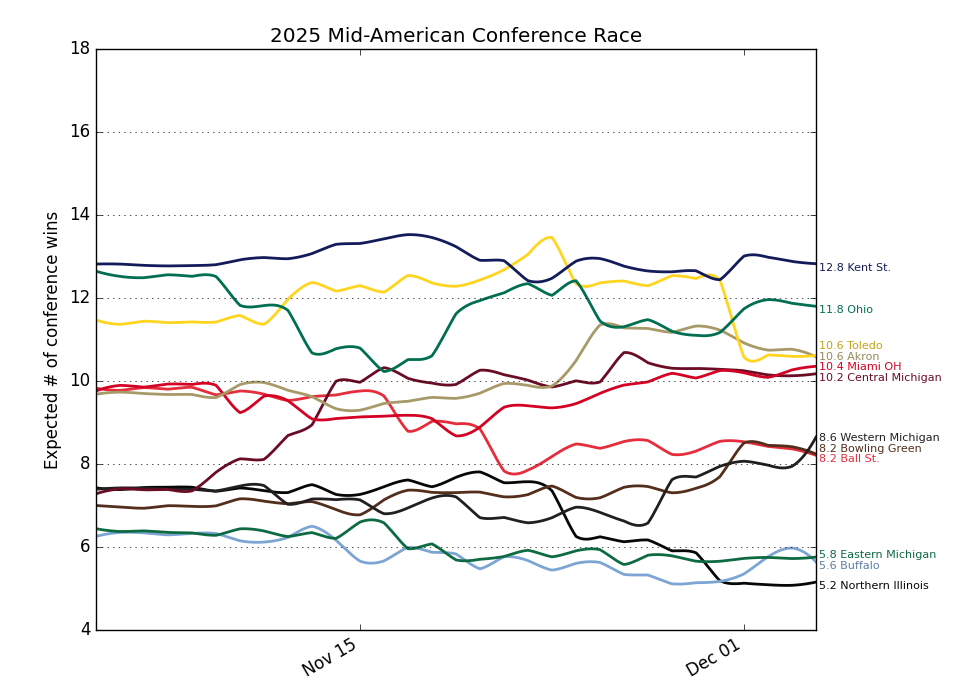 2025 Mid-American Conference Race
Expected # of conference wins
18
16
14
12
10
8
6
4
Nov 15
Dec 01
12.8 Kent St.
11.8 Ohio
10.6 Toledo
10.6 Akron
10.4 Miami OH
10.2 Central Michigan
8.6 Western Michigan
8.2 Bowling Green
8.2 Ball St.
5.8 Eastern Michigan
5.6 Buffalo
5.2 Northern Illinois